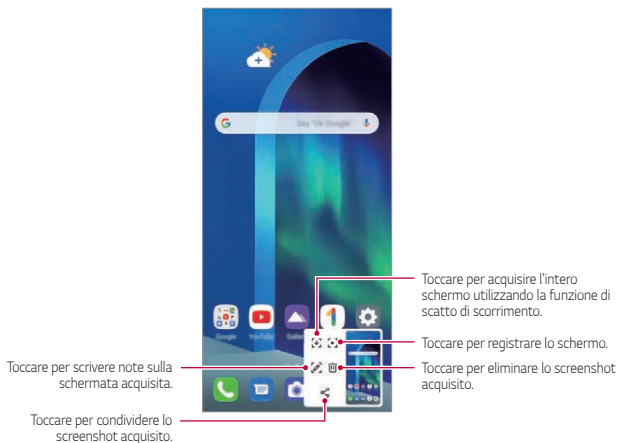 Say "Ok Google"
Google
YouTube
Toccare per acquisire l'intero
schermo utilizzando la funzione di
scatto di scorrimento.
Toccare per registrare lo schermo.
Toccare per eliminare lo screenshot
acquisito.
Toccare per scrivere note sulla
schermata acquisita.
Toccare per condividere lo
screenshot acquisito.